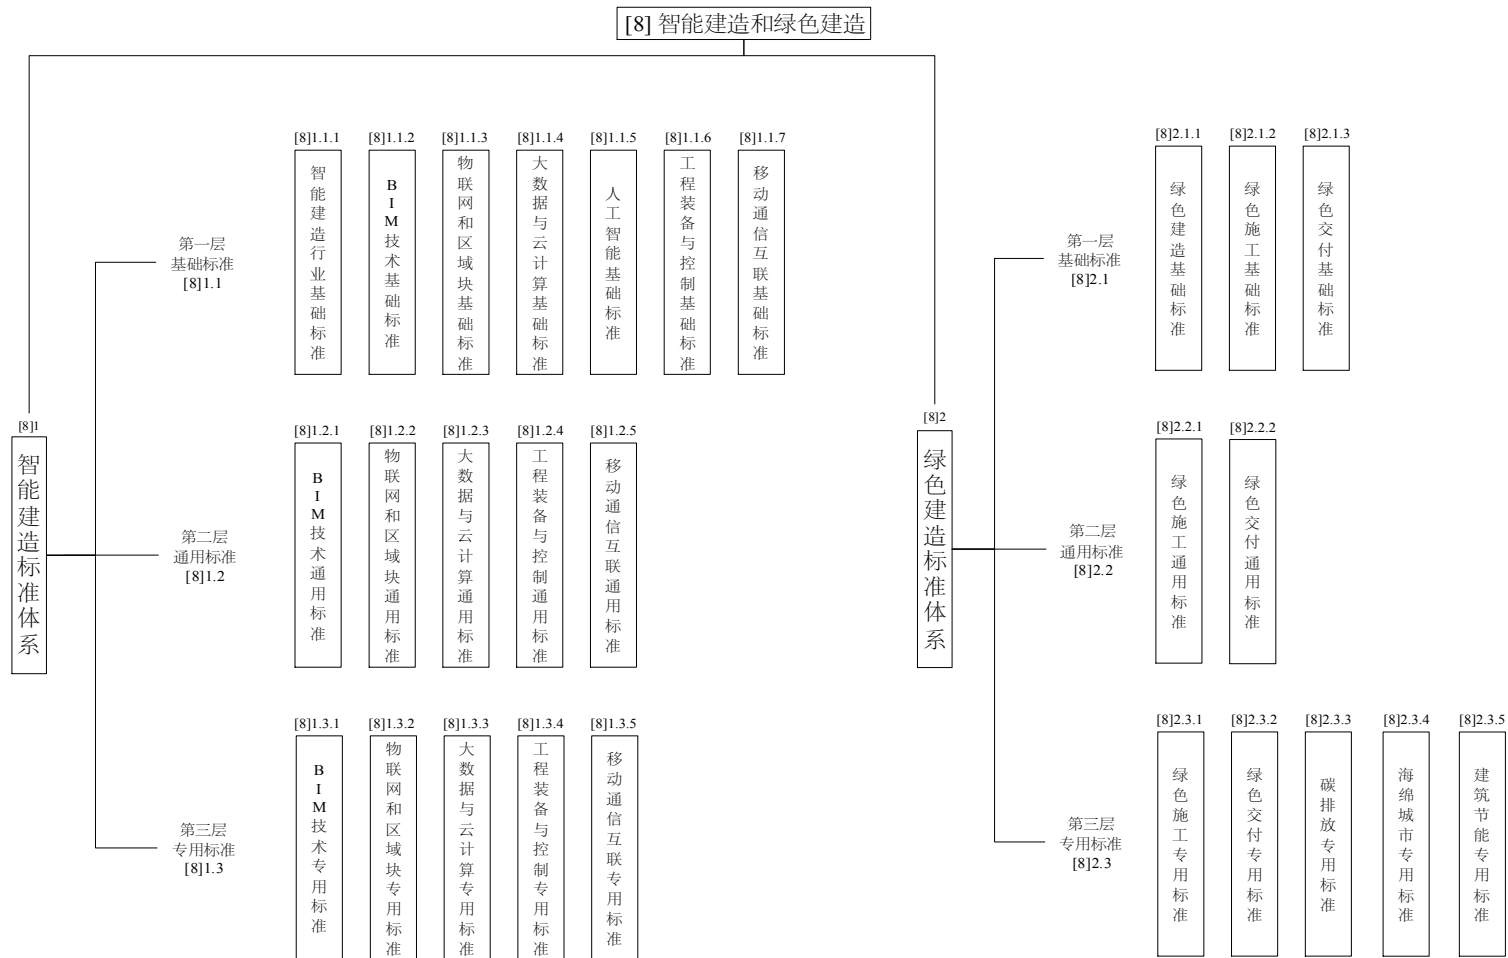 [8] 智能建造和绿色建造
[8]1
智能建造标准体系
第一层
基础标准
[8]1.1
[8]1.1.1
智能建造行业基础标准
[8]1.1.2
BIM技术基础标准
[8]1.1.3
物联网和区域块基础标准
[8]1.1.4
大数据与云计算基础标准
[8]1.1.5
人工智能基础标准
[8]1.1.6
工程装备与控制基础标准
[8]1.1.7
移动通信互联基础标准
第二层
通用标准
[8]1.2
[8]1.2.1
BIM技术通用标准
[8]1.2.2
物联网和区域块通用标准
[8]1.2.3
大数据与云计算通用标准
[8]1.2.4
工程装备与控制通用标准
[8]1.2.5
移动通信互联通用标准
第三层
专用标准
[8]1.3
[8]1.3.1
BIM技术专用标准
[8]1.3.2
物联网和区域块专用标准
[8]1.3.3
大数据与云计算专用标准
[8]1.3.4
工程装备与控制专用标准
[8]1.3.5
移动通信互联专用标准
[8]2
绿色建造标准体系
第一层
基础标准
[8]2.1
[8]2.1.1
绿色建造基础标准
[8]2.1.2
绿色施工基础标准
[8]2.1.3
绿色交付基础标准
第二层
通用标准
[8]2.2
[8]2.2.1
绿色施工通用标准
[8]2.2.2
绿色交付通用标准
第三层
专用标准
[8]2.3
[8]2.3.1
绿色施工专用标准
[8]2.3.2
绿色交付专用标准
[8]2.3.3
碳排放专用标准
[8]2.3.4
海绵城市专用标准
[8]2.3.5
建筑节能专用标准